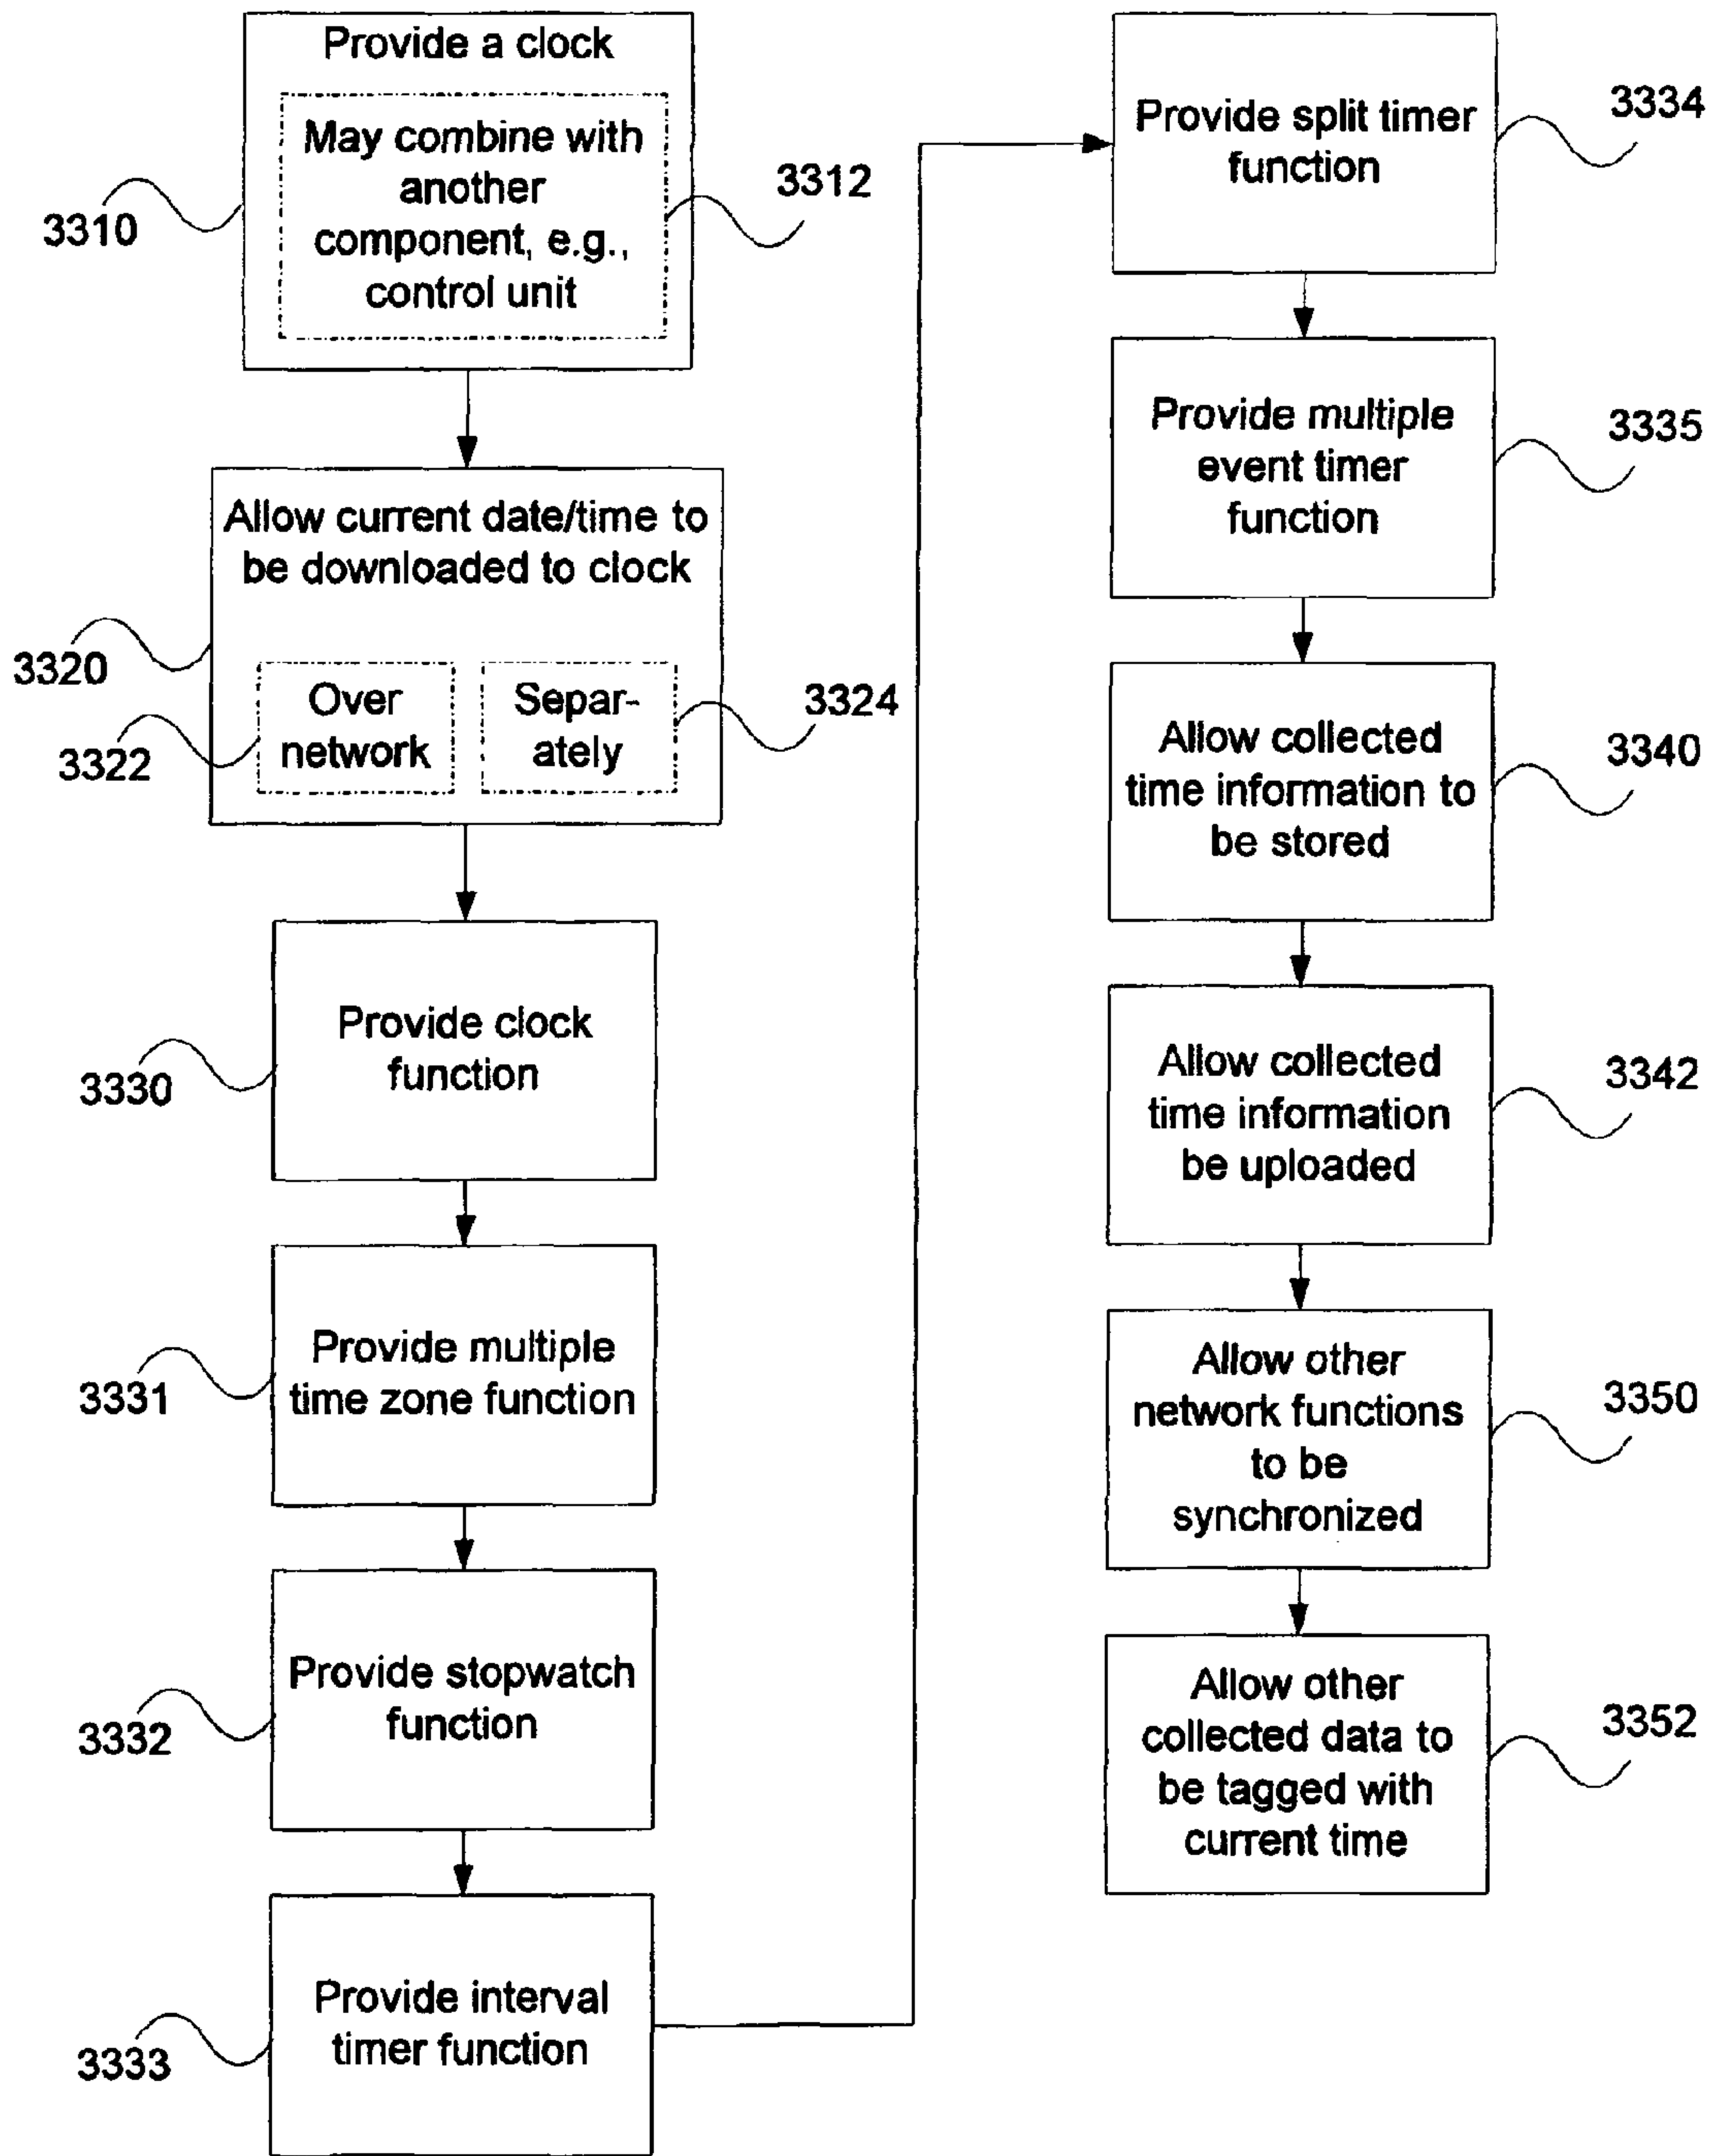 Provide a clock
May combine with
another
component, e.g.,
control unit
3310
3312
Allow current date/time to
be downloaded to clock
3320
Over
network
3322
Separ-
ately
3324
Provide clock
function
3330
Provide multiple
time zone function
3331
Provide stopwatch
function
3332
Provide interval
timer function
3333
Provide split timer
function
3334
Provide multiple
event timer
function
3335
Allow collected
time information to
be stored
3340
Allow collected
time information
be uploaded
3342
Allow other
network functions
to be
synchronized
3350
Allow other
collected data to
be tagged with
current time
3352